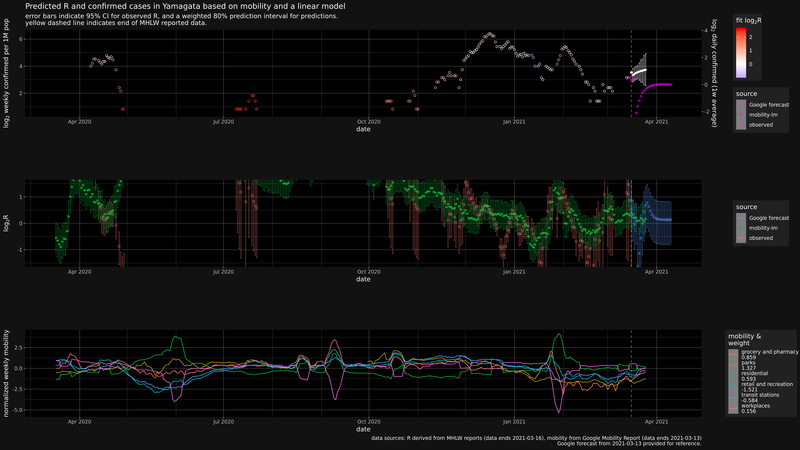 Predicted R and confirmed cases in Yamagata based on mobility and a linear model
error bars indicate 95% CI for observed R, and a weighted 80% prediction interval for predictions.
yellow dashed line indicates end of MHLW reported data.
log₂ weekly confirmed per 1M pop
6
4
2
log₂ daily confirmed (1w average)
4
2
0
-2
Apr 2020
Jul 2020
Oct 2020
Jan 2021
Apr 2021
date
fit log₂R
2
1
0
-1
source
Google forecast
mobility-lm
observed
log₂R
1
0
-1
Apr 2020
Jul 2020
Oct 2020
Jan 2021
Apr 2021
date
source
Google forecast
mobility-lm
observed
normalized weekly mobility
2.5
0.0
-2.5
-5.0
Apr 2020
Jul 2020
Oct 2020
Jan 2021
Apr 2021
date
mobility &
weight
grocery and pharmacy
0.859
parks
1.327
residential
0.593
retail and recreation
-1.521
transit stations
-0.584
workplaces
0.156
data sources: R derived from MHLW reports (data ends 2021-03-16), mobility from Google Mobility Report (data ends 2021-03-13)
Google forecast from 2021-03-13 provided for reference.